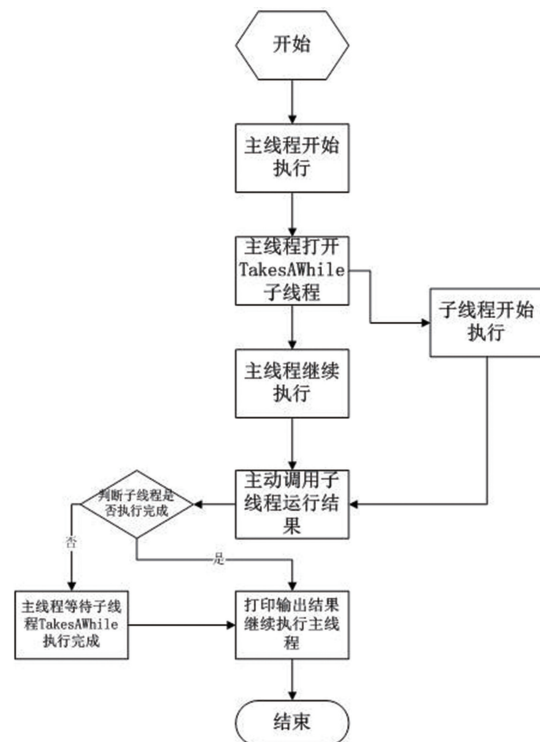 开始
主线程开始
执行
主线程打开
TakesAWhile
子线程
子线程开始
执行
主线程继续
执行
主动调用子
线程运行结
果
判断子线程是
否执行完成
否
是
主线程等待子线
程TakesAWhile
执行完成
打印输出结果
继续执行主线
程
结束